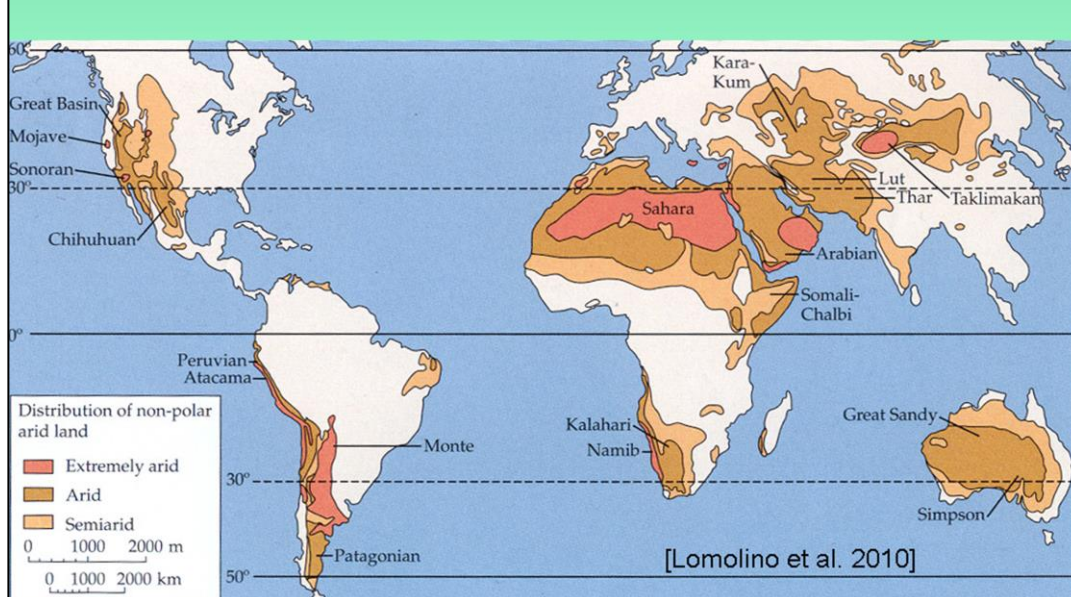 60°
Great Basin
Mojave
Sonoran
30°
Chihuhuan
Kara-
Kum
Lut
Thar
Taklimakan
Sahara
Arabian
Somali-
Chalbi
0°
Peruvian
Atacama
Monte
Kalahari
Namib
Great Sandy
Simpson
30°
Patagonian
50°
Distribution of non-polar
arid land
Extremely arid
Arid
Semiarid
0 1000 2000 m
0 1000 2000 km
[Lomolino et al. 2010]